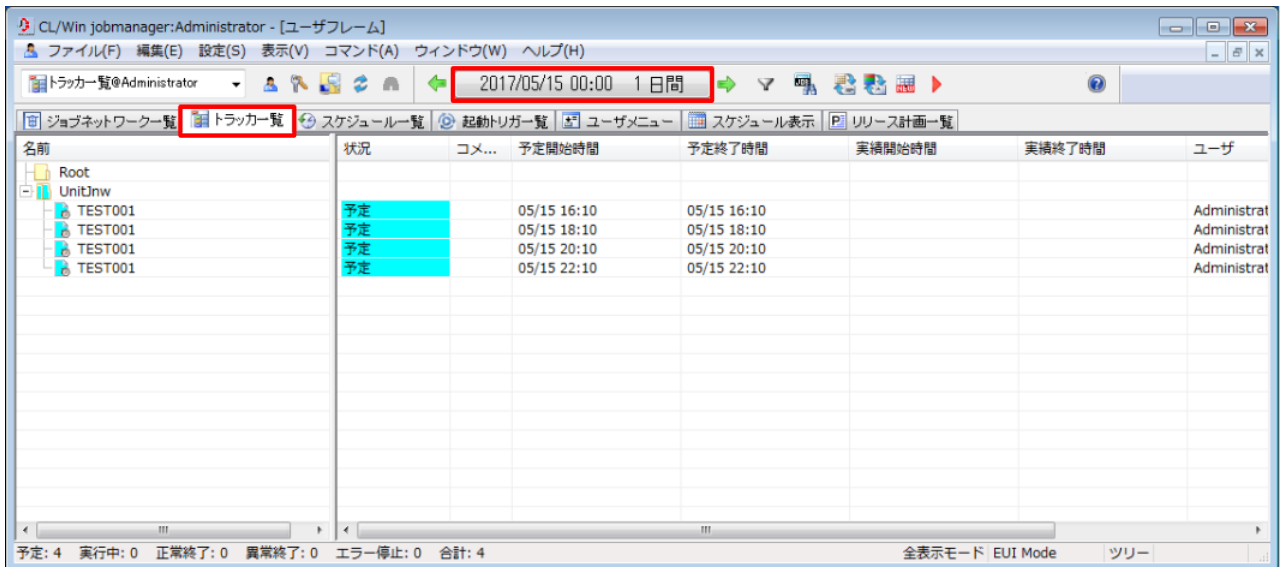 CL/Win jobmanager:Administrator - [ユーザフレーム]
ファイル(F) 編集(E) 設定(S) 表示(V) コマンド(A) ウィンドウ(W) ヘルプ(H)
トラッカ一覧@Administrator 2017/05/15 00:00 1 日間
ジョブネットワーク一覧 トラッカ一覧 スケジュール一覧 起動トリガ一覧 ユーザメニュー スケジュール表示 リリース計画一覧
名前 状況 コメ... 予定開始時間 予定終了時間 実績開始時間 実績終了時間 ユーザ
Root
UnitJnw
TEST001 予定 05/15 16:10 05/15 16:10 Administrat
TEST001 予定 05/15 18:10 05/15 18:10 Administrat
TEST001 予定 05/15 20:10 05/15 20:10 Administrat
TEST001 予定 05/15 22:10 05/15 22:10 Administrat
予定: 4 実行中: 0 正常終了: 0 異常終了: 0 エラー停止: 0 合計: 4 全表示モード EUI Mode ツリー